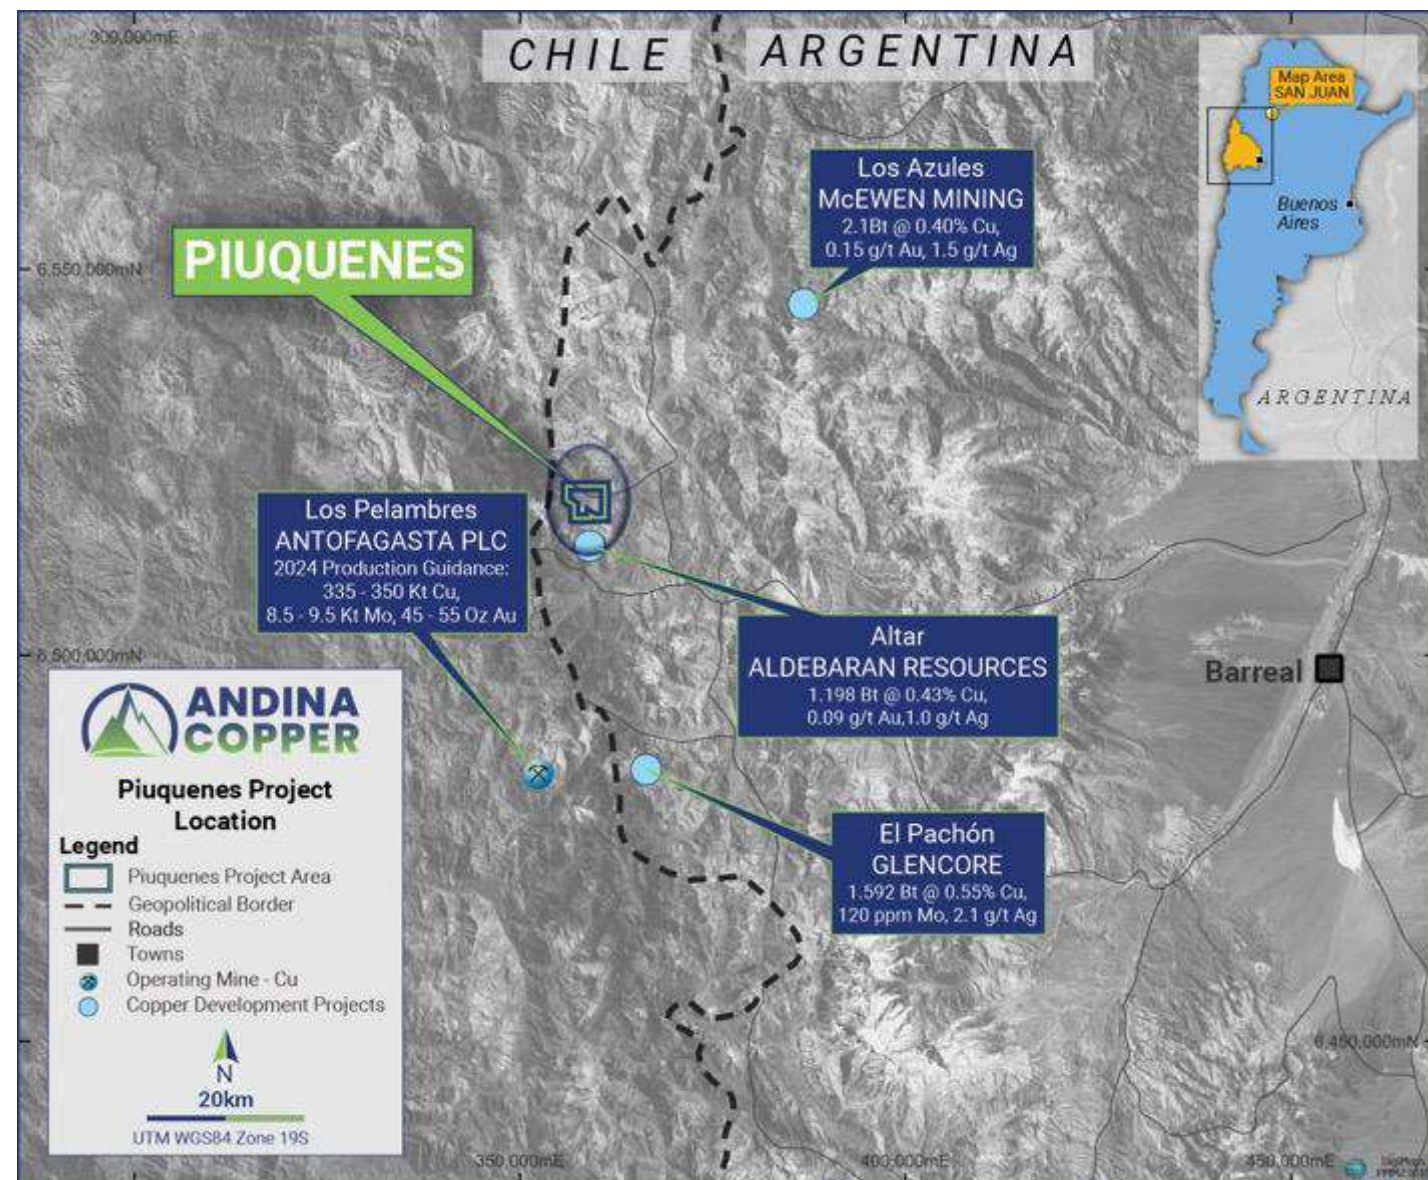 300,000mE
CHILE
ARGENTINA
Map Area
SAN JUAN
Buenos
Aires
ARGENTINA
Los Azules
McEWEN MINING
2.1Bt @ 0.40% Cu,
0.15 g/t Au, 1.5 g/t Ag
PIUQUENES
6,550,000mN
Los Pelambres
ANTOFAGASTA PLC
2024 Production Guidance:
335 - 350 Kt Cu,
8.5 - 9.5 Kt Mo, 45 - 55 Oz Au
Altar
ALDEBARAN RESOURCES
1.198 Bt @ 0.43% Cu,
0.09 g/t Au,1.0 g/t Ag
Barreal
6,500,000mN
El Pachón
GLENCORE
1.592 Bt @ 0.55% Cu,
120 ppm Mo, 2.1 g/t Ag
ANDINA
COPPER
Piuquenes Project
Location
Legend
Piuquenes Project Area
Geopolitical Border
Roads
Towns
Operating Mine - Cu
Copper Development Projects
N
20km
UTM WGS84 Zone 19S
6,450,000mN
350,000mE
400,000mE
450,000mE